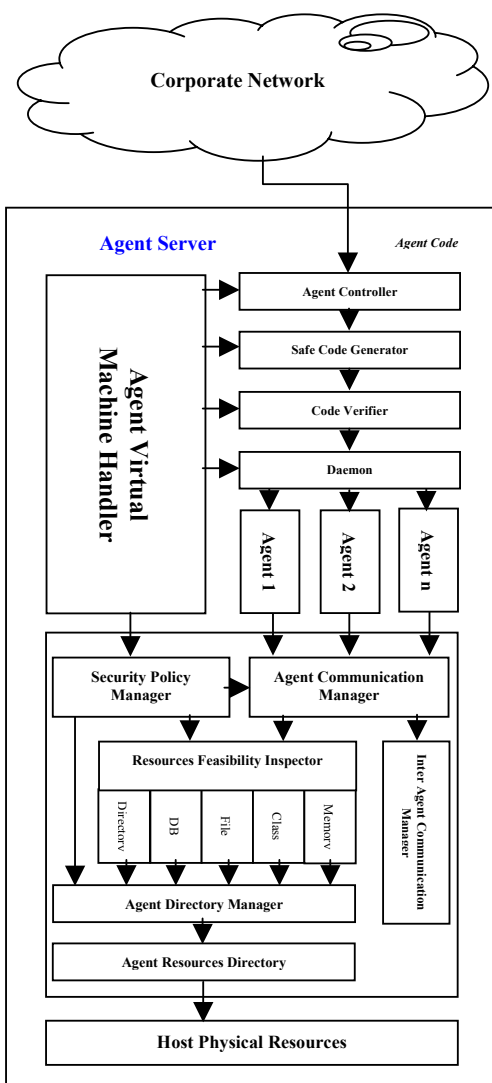 Corporate Network
Agent Server
Agent Code
Agent Controller
Safe Code Generator
Code Verifier
Daemon
Agent Virtual
Machine Handler
Agent 1
Agent 2
Agent n
Security Policy
Manager
Agent Communication
Manager
Resources Feasibility Inspector
Directory
DB
File
Class
Memory
Inter Agent Communication
Manager
Agent Directory Manager
Agent Resources Directory
Host Physical Resources